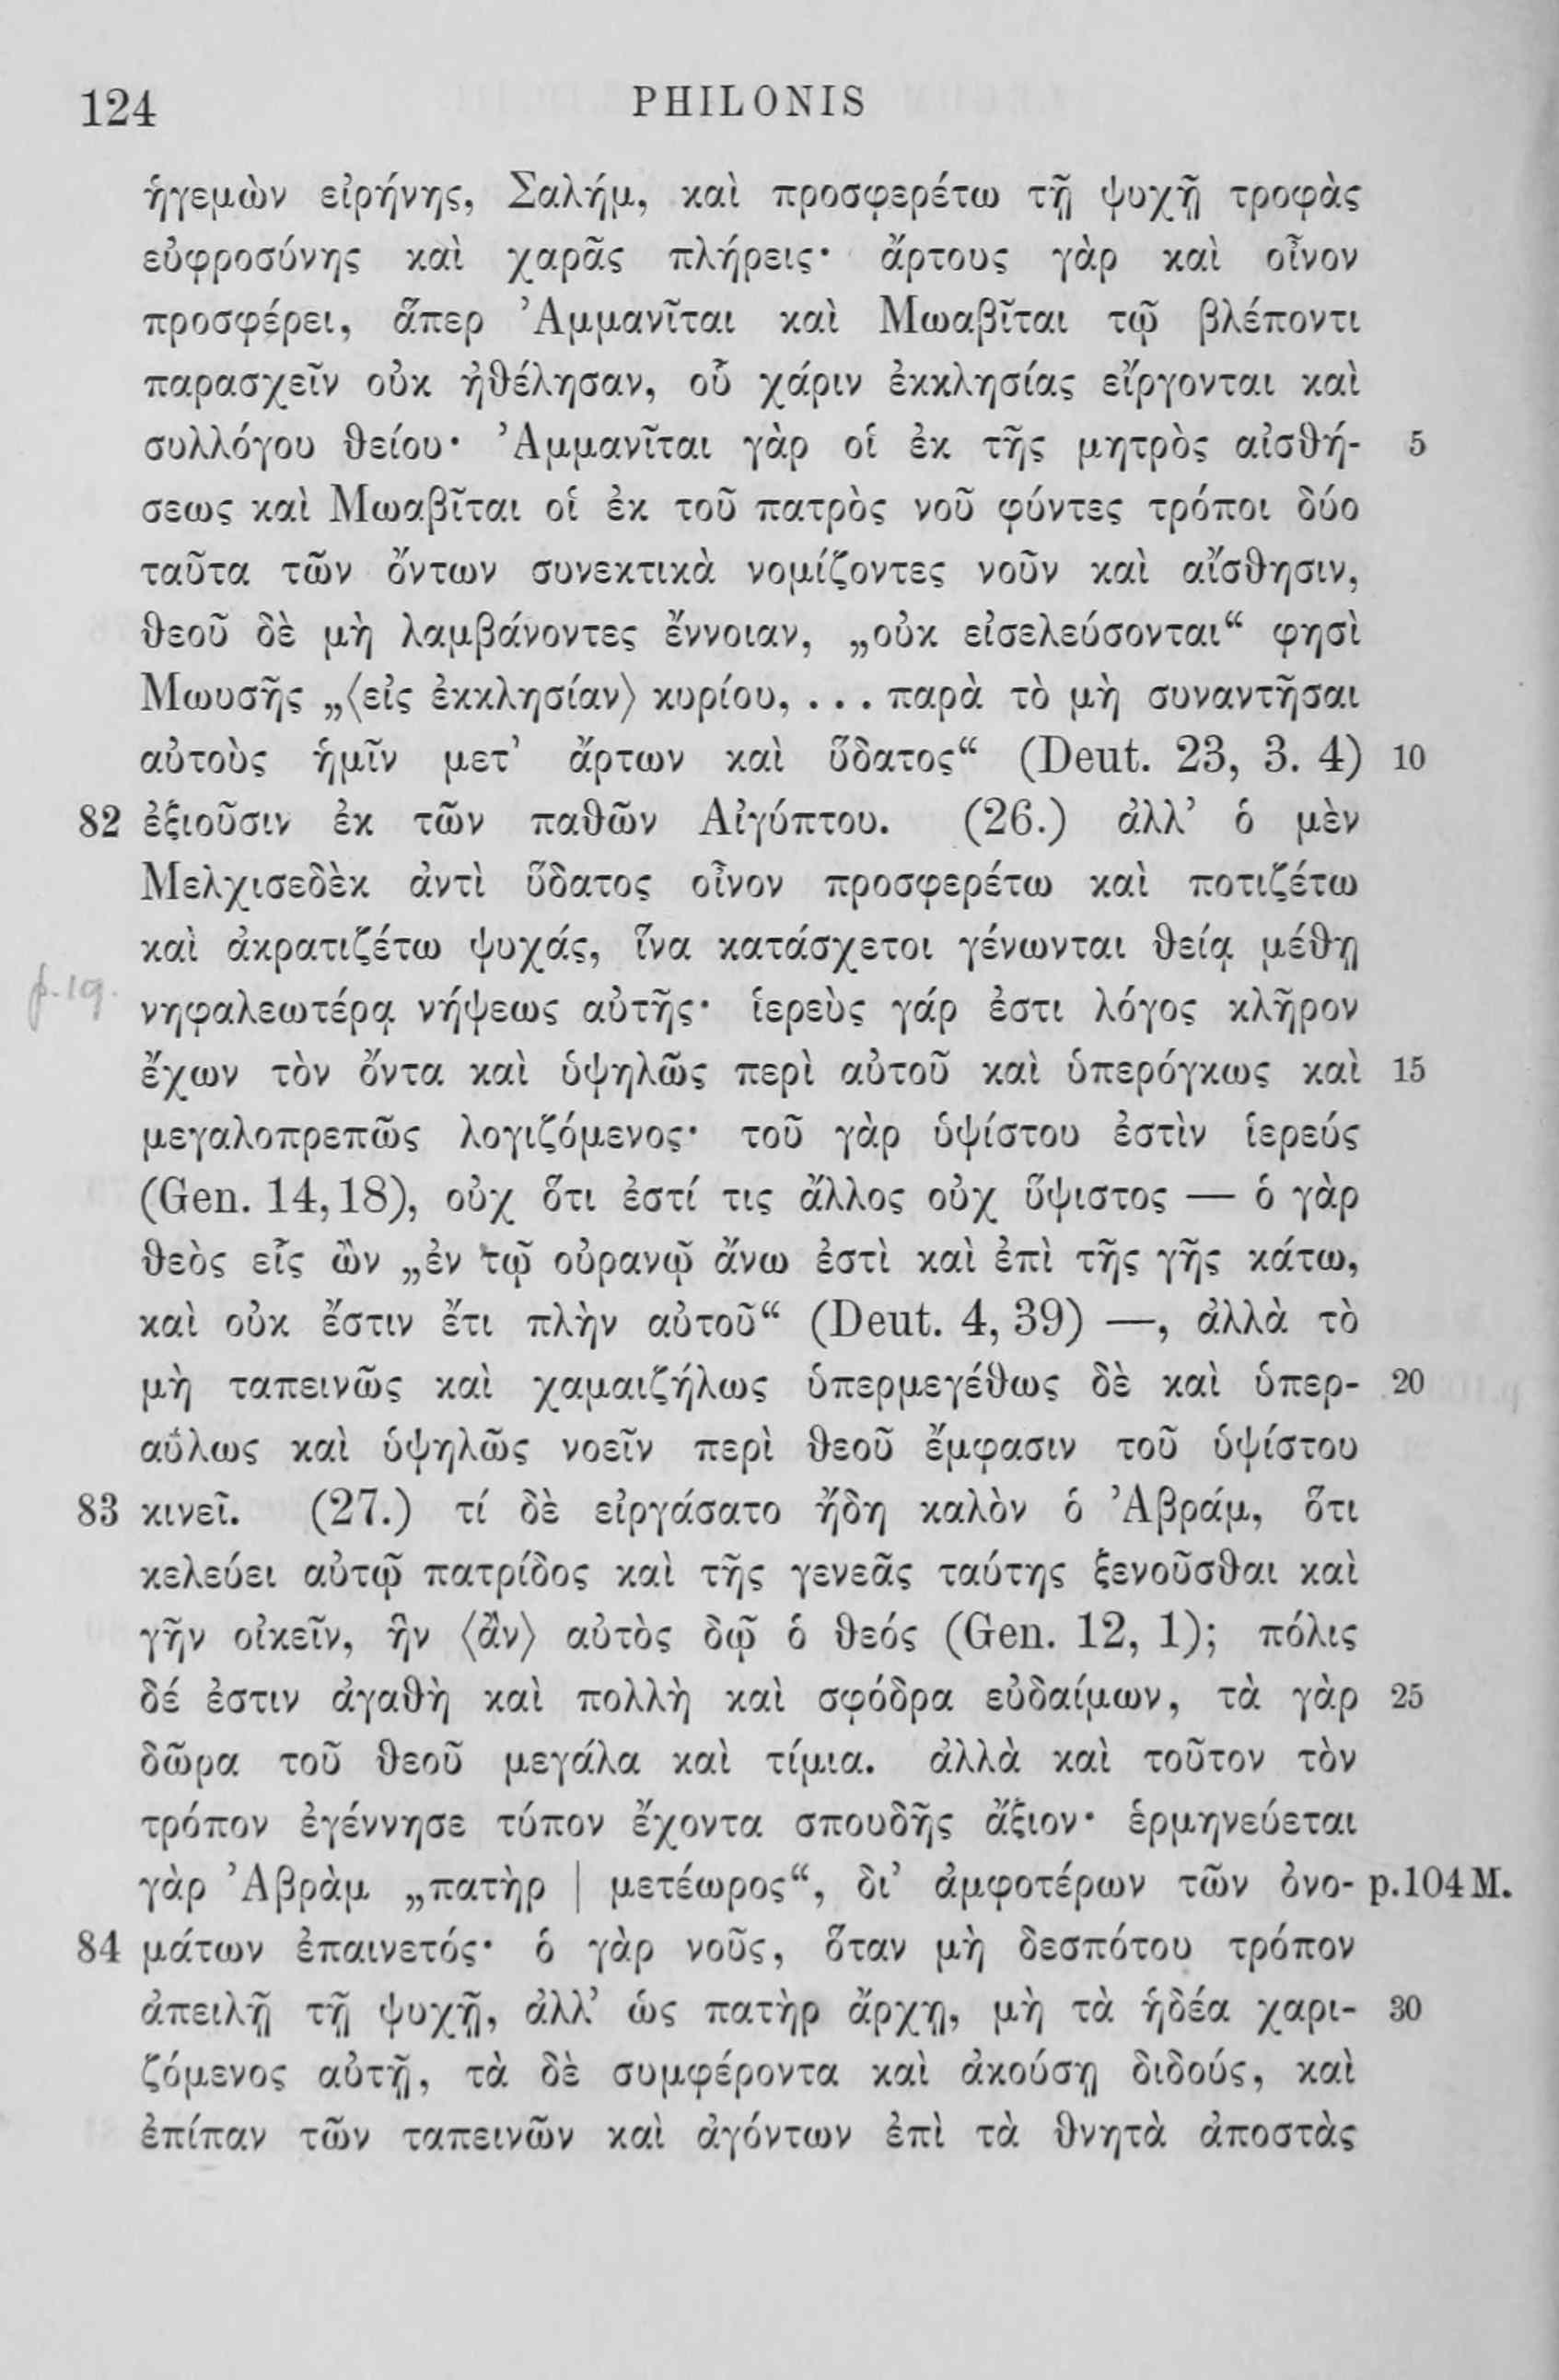 124 PHILONIS
ἡγεμὼν εἰρήνης, Σαλήμ, καὶ προσφερέτω τῇ ψυχῇ τροφὰς
εὐφροσύνης καὶ χαρᾶς πλήρεις· ἄρτους γὰρ καὶ οἶνον
προσφέρει, ἅπερ Ἀμμανῖται καὶ Μωαβῖται τῷ βλέποντι
παρασχεῖν οὐκ ἠθέλησαν, οὗ χάριν ἐκκλησίας εἴργονται καὶ
συλλόγου θείου· Ἀμμανῖται γὰρ οἱ ἐκ τῆς μητρὸς αἰσθή- 5
σεως καὶ Μωαβῖται οἱ ἐκ τοῦ πατρὸς νοῦ φύντες τρόποι δύο
ταῦτα τῶν ὄντων συνεκτικὰ νομίζοντες νοῦν καὶ αἴσθησιν,
θεοῦ δὲ μὴ λαμβάνοντες ἔννοιαν, „οὐκ εἰσελεύσονται“ φησὶ
Μωυσῆς „⟨εἰς ἐκκλησίαν⟩ κυρίου, . . . παρὰ τὸ μὴ συναντῆσαι
αὐτοὺς ἡμῖν μετ’ ἄρτων καὶ ὕδατος“ (Deut. 23, 3. 4) 10
82 ἐξιοῦσιν ἐκ τῶν παθῶν Αἰγύπτου. (26.) ἀλλ’ ὁ μὲν
Μελχισεδὲκ ἀντὶ ὕδατος οἶνον προσφερέτω καὶ ποτιζέτω
καὶ ἀκρατιζέτω ψυχάς, ἵνα κατάσχετοι γένωνται θείᾳ μέθῃ
p. 19. νηφαλεωτέρᾳ νήψεως αὐτῆς· ἱερεὺς γάρ ἐστι λόγος κλῆρον
ἔχων τὸν ὄντα καὶ ὑψηλῶς περὶ αὐτοῦ καὶ ὑπερόγκως καὶ 15
μεγαλοπρεπῶς λογιζόμενος· τοῦ γὰρ ὑψίστου ἐστὶν ἱερεύς
(Gen. 14, 18), οὐχ ὅτι ἐστί τις ἄλλος οὐχ ὕψιστος — ὁ γὰρ
θεὸς εἷς ὢν „ἐν τῷ οὐρανῷ ἄνω ἐστὶ καὶ ἐπὶ τῆς γῆς κάτω,
καὶ οὐκ ἔστιν ἔτι πλὴν αὐτοῦ“ (Deut. 4, 39) —, ἀλλὰ τὸ
μὴ ταπεινῶς καὶ χαμαιζήλως ὑπερμεγέθως δὲ καὶ ὑπερ- 20
αΰλως καὶ ὑψηλῶς νοεῖν περὶ θεοῦ ἔμφασιν τοῦ ὑψίστου
83 κινεῖ. (27.) τί δὲ εἰργάσατο ἤδη καλὸν ὁ Ἀβράμ, ὅτι
κελεύει αὐτῷ πατρίδος καὶ τῆς γενεᾶς ταύτης ξενοῦσθαι καὶ
γῆν οἰκεῖν, ἣν ⟨ἂν⟩ αὐτὸς δῷ ὁ θεός (Gen. 12, 1); πόλις
δέ ἐστιν ἀγαθὴ καὶ πολλὴ καὶ σφόδρα εὐδαίμων, τὰ γὰρ 25
δῶρα τοῦ θεοῦ μεγάλα καὶ τίμια. ἀλλὰ καὶ τοῦτον τὸν
τρόπον ἐγέννησε τύπον ἔχοντα σπουδῆς ἄξιον· ἑρμηνεύεται
γὰρ Ἀβρὰμ „πατὴρ | μετέωρος“, δι’ ἀμφοτέρων τῶν ὀνο- p. 104 M.
84 μάτων ἐπαινετός· ὁ γὰρ νοῦς, ὅταν μὴ δεσπότου τρόπον
ἀπειλῇ τῇ ψυχῇ, ἀλλ’ ὡς πατὴρ ἄρχῃ, μὴ τὰ ἡδέα χαρι- 30
ζόμενος αὐτῇ, τὰ δὲ συμφέροντα καὶ ἀκούσῃ διδούς, καὶ
ἐπίπαν τῶν ταπεινῶν καὶ ἀγόντων ἐπὶ τὰ θνητὰ ἀποστὰς